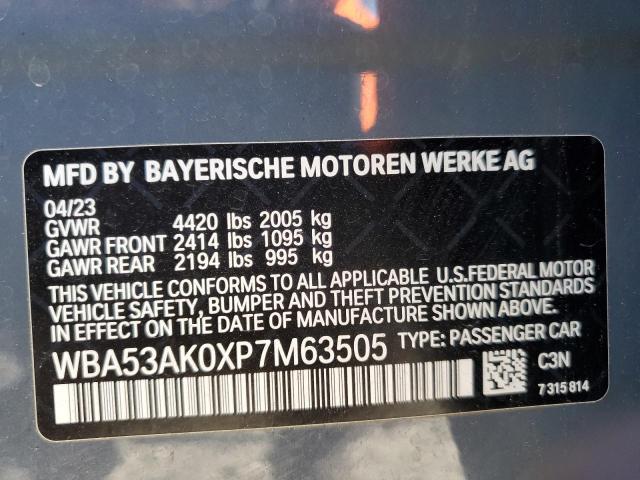 MFD BY BAYERISCHE MOTOREN WERKE AG
04/23
GVWR 4420 lbs 2005 kg
GAWR FRONT 2414 lbs 1095 kg
GAWR REAR 2194 lbs 995 kg
THIS VEHICLE CONFORMS TO ALL APPLICABLE U.S.FEDERAL MOTOR
VEHICLE SAFETY, BUMPER AND THEFT PREVENTION STANDARDS
IN EFFECT ON THE DATE OF MANUFACTURE SHOWN ABOVE.
WBA53AK0XP7M63505 TYPE: PASSENGER CAR
C3N
7 315 814